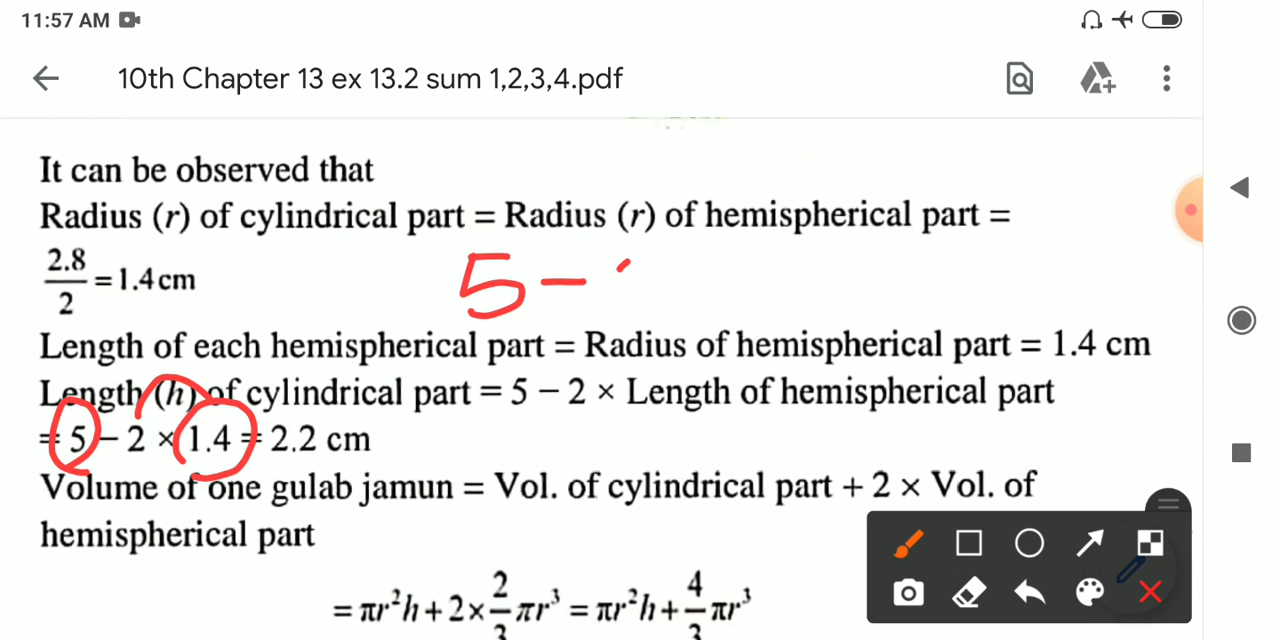 11:57 AM
10th Chapter 13 ex 13.2 sum 1,2,3,4.pdf
It can be observed that
Radius (r) of cylindrical part = Radius (r) of hemispherical part =
2.8/2 = 1.4 cm
5 –
Length of each hemispherical part = Radius of hemispherical part = 1.4 cm
Length (h) of cylindrical part = 5 − 2 × Length of hemispherical part
= 5 − 2 × 1.4 = 2.2 cm
Volume of one gulab jamun = Vol. of cylindrical part + 2 × Vol. of
hemispherical part
= πr²h + 2 × 2/3 πr³ = πr²h + 4/3 πr³